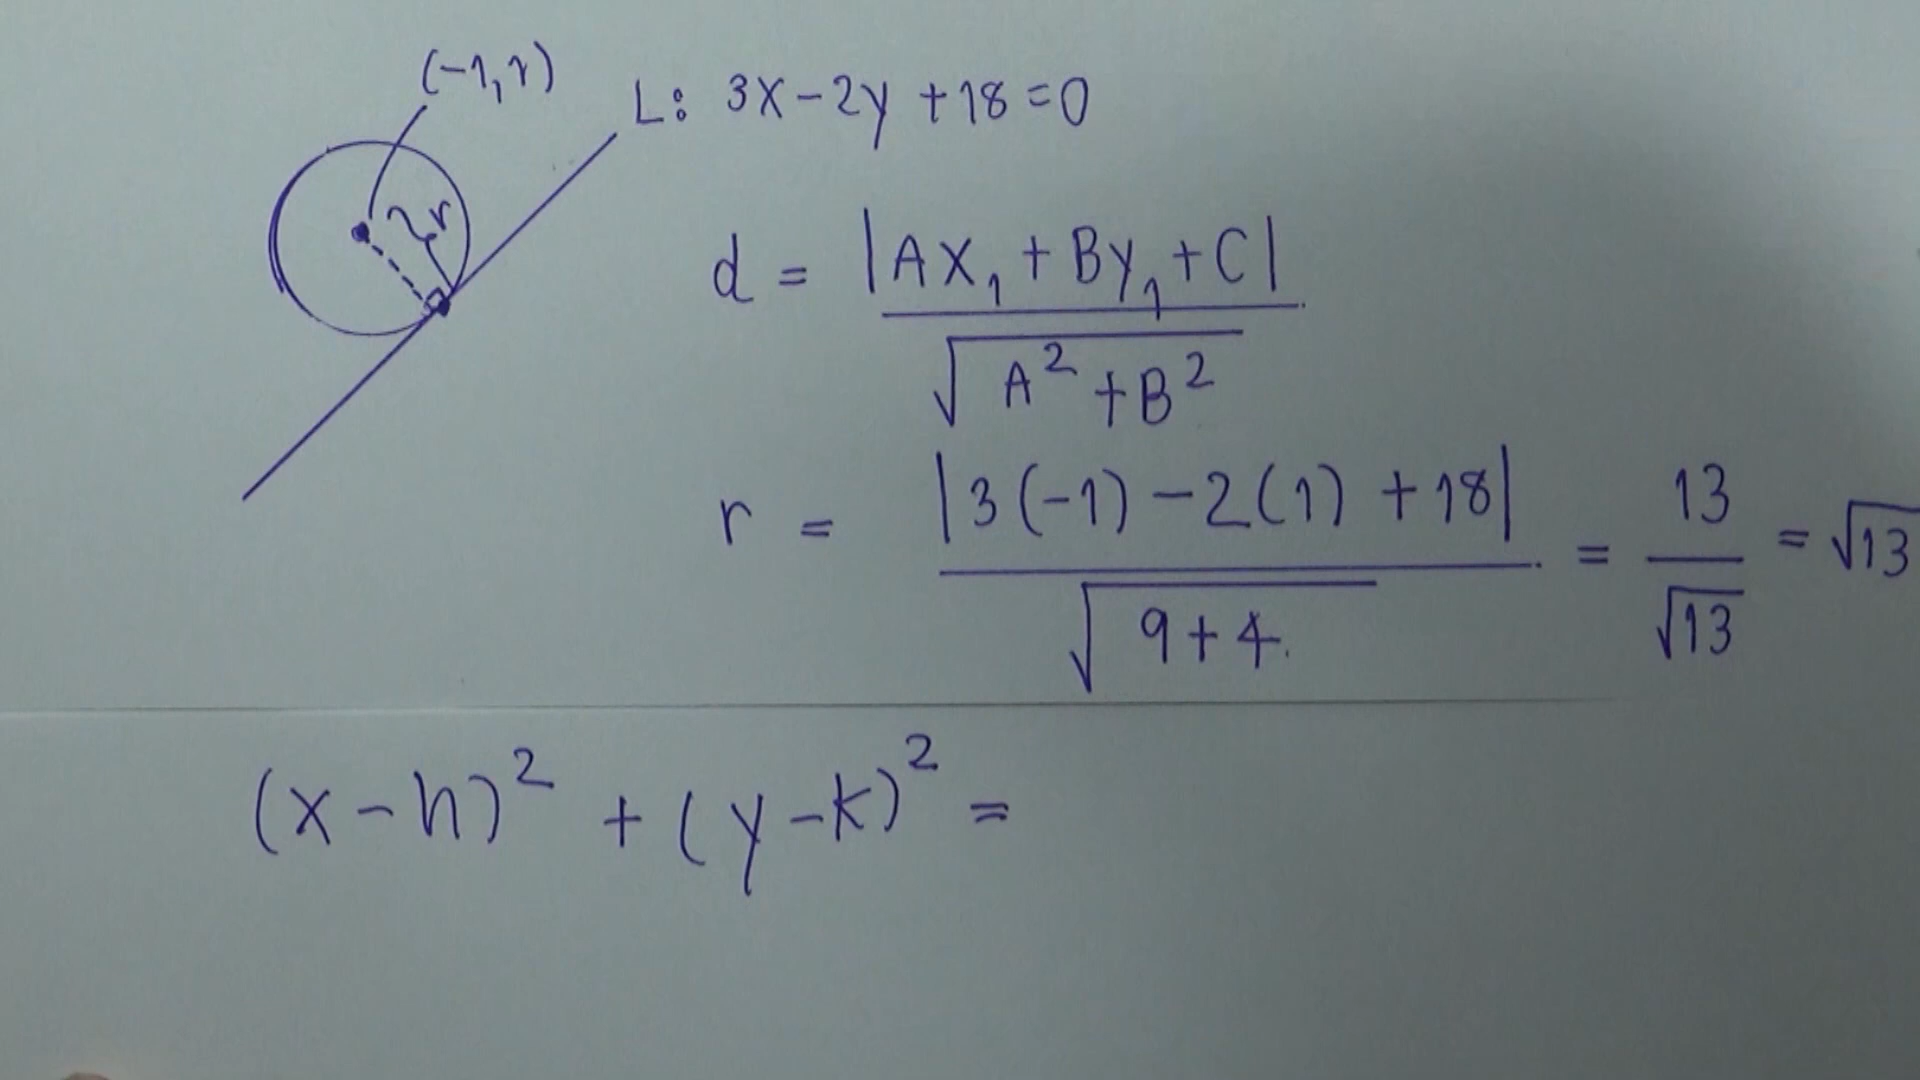 (-1,1)
L: 3x-2y+18=0
r
d = |Ax₁+By₁+C| / √(A²+B²)
r = |3(-1)-2(1)+18| / √(9+4) = 13/√13 = √13
(x-h)²+(y-k)²=